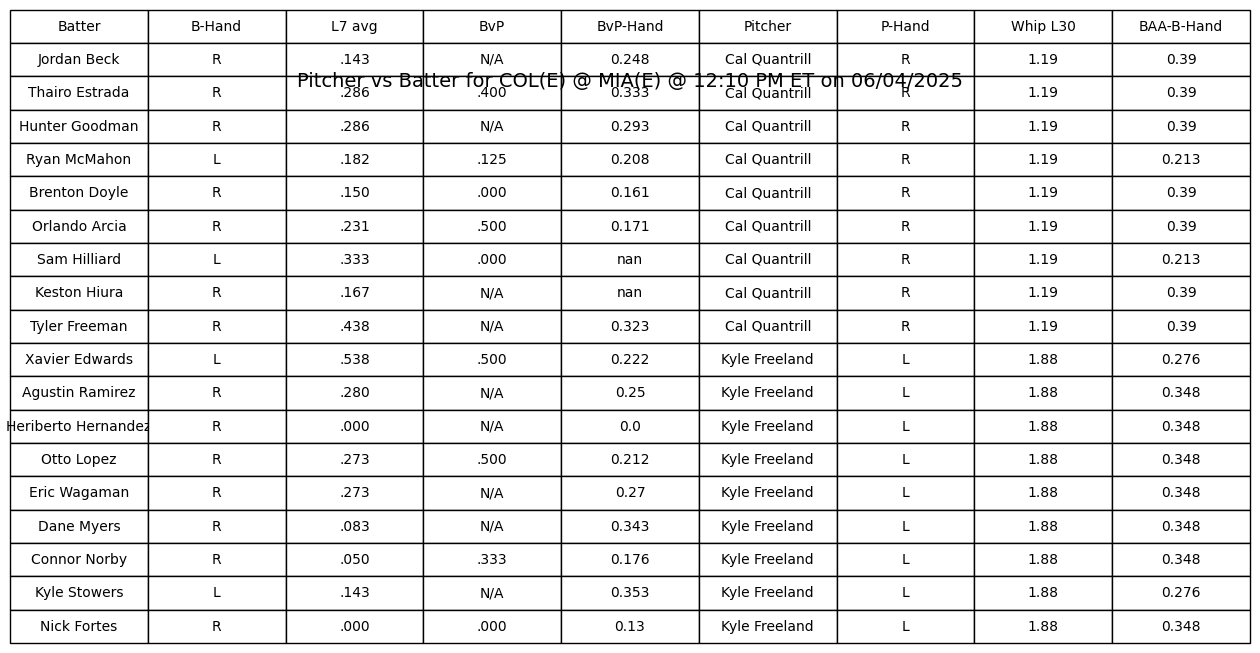 Batter B-Hand L7 avg BvP BvP-Hand Pitcher P-Hand Whip L30 BAA-B-Hand
Jordan Beck R .143 N/A 0.248 Cal Quantrill R 1.19 0.39
Pitcher vs Batter for COL(E) @ MIA(E) @ 12:10 PM ET on 06/04/2025
Thairo Estrada R .286 .400 0.333 Cal Quantrill R 1.19 0.39
Hunter Goodman R .286 N/A 0.293 Cal Quantrill R 1.19 0.39
Ryan McMahon L .182 .125 0.208 Cal Quantrill R 1.19 0.213
Brenton Doyle R .150 .000 0.161 Cal Quantrill R 1.19 0.39
Orlando Arcia R .231 .500 0.171 Cal Quantrill R 1.19 0.39
Sam Hilliard L .333 .000 nan Cal Quantrill R 1.19 0.213
Keston Hiura R .167 N/A nan Cal Quantrill R 1.19 0.39
Tyler Freeman R .438 N/A 0.323 Cal Quantrill R 1.19 0.39
Xavier Edwards L .538 .500 0.222 Kyle Freeland L 1.88 0.276
Agustin Ramirez R .280 N/A 0.25 Kyle Freeland L 1.88 0.348
Heriberto Hernandez R .000 N/A 0.0 Kyle Freeland L 1.88 0.348
Otto Lopez R .273 .500 0.212 Kyle Freeland L 1.88 0.348
Eric Wagaman R .273 N/A 0.27 Kyle Freeland L 1.88 0.348
Dane Myers R .083 N/A 0.343 Kyle Freeland L 1.88 0.348
Connor Norby R .050 .333 0.176 Kyle Freeland L 1.88 0.348
Kyle Stowers L .143 N/A 0.353 Kyle Freeland L 1.88 0.276
Nick Fortes R .000 .000 0.13 Kyle Freeland L 1.88 0.348